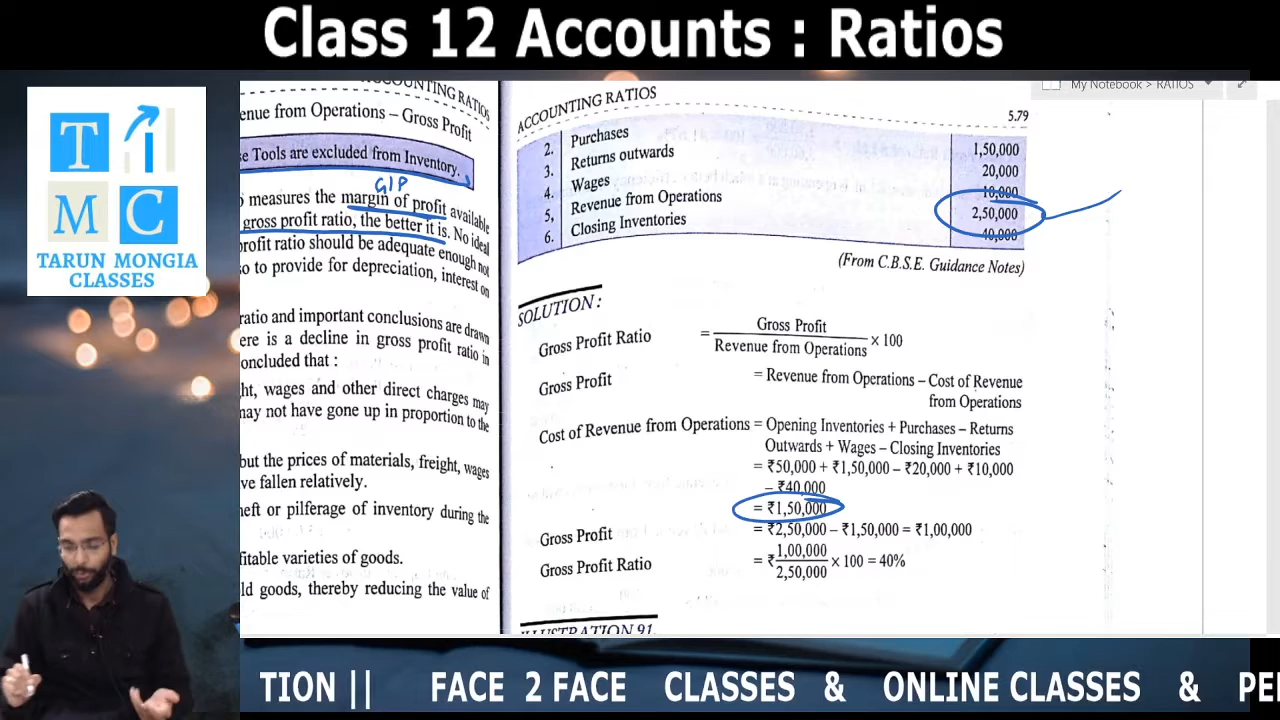 Class 12 Accounts : Ratios
T
M C
TARUN MONGIA
CLASSES
My Notebook > RATIOS
ACCOUNTING RATIOS
enue from Operations – Gross Profit
se Tools are excluded from Inventory.
GIP
measures the margin of profit available
gross profit ratio, the better it is. No ideal
profit ratio should be adequate enough not
so to provide for depreciation, interest on
ratio and important conclusions are drawn
ere is a decline in gross profit ratio in
oncluded that :
ht, wages and other direct charges may
may not have gone up in proportion to the
but the prices of materials, freight, wages
ve fallen relatively.
heft or pilferage of inventory during the
fitable varieties of goods.
ld goods, thereby reducing the value of
ACCOUNTING RATIOS 5.79
2. Purchases 1,50,000
3. Returns outwards 20,000
4. Wages 10,000
5, Revenue from Operations 2,50,000
6. Closing Inventories 40,000
(From C.B.S.E. Guidance Notes)
SOLUTION :
Gross Profit Ratio = Gross Profit / Revenue from Operations × 100
Gross Profit = Revenue from Operations – Cost of Revenue
from Operations
Cost of Revenue from Operations = Opening Inventories + Purchases – Returns
Outwards + Wages – Closing Inventories
= ₹50,000 + ₹1,50,000 – ₹20,000 + ₹10,000
– ₹40,000
= ₹1,50,000
Gross Profit = ₹2,50,000 – ₹1,50,000 = ₹1,00,000
Gross Profit Ratio = ₹ 1,00,000 / 2,50,000 × 100 = 40%
ILLUSTRATION 91.
TION || FACE 2 FACE CLASSES & ONLINE CLASSES & PE